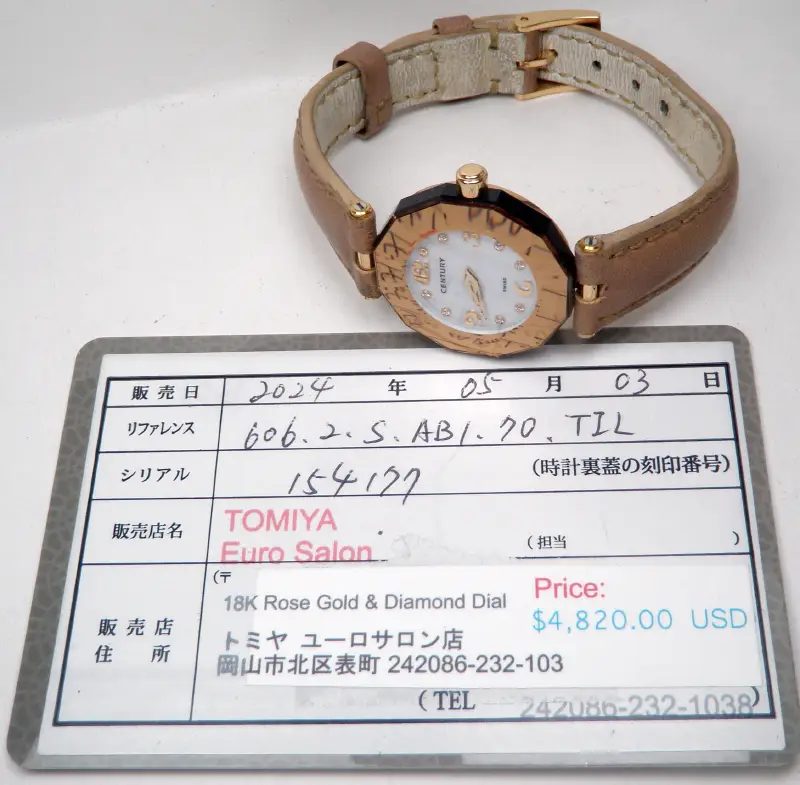 CENTURY
SWISS
販売日 2024 年 05 月 03 日
リファレンス 606.2.S.AB1.70.TIL
シリアル 154177 (時計裏蓋の刻印番号)
販売店名 TOMIYA
Euro Salon (担当 )
(〒
18K Rose Gold & Diamond Dial
Price:
$4,820.00 USD
販売店
住所
トミヤ ユーロサロン店
岡山市北区表町 242086-232-103
(TEL 242086-232-1038)